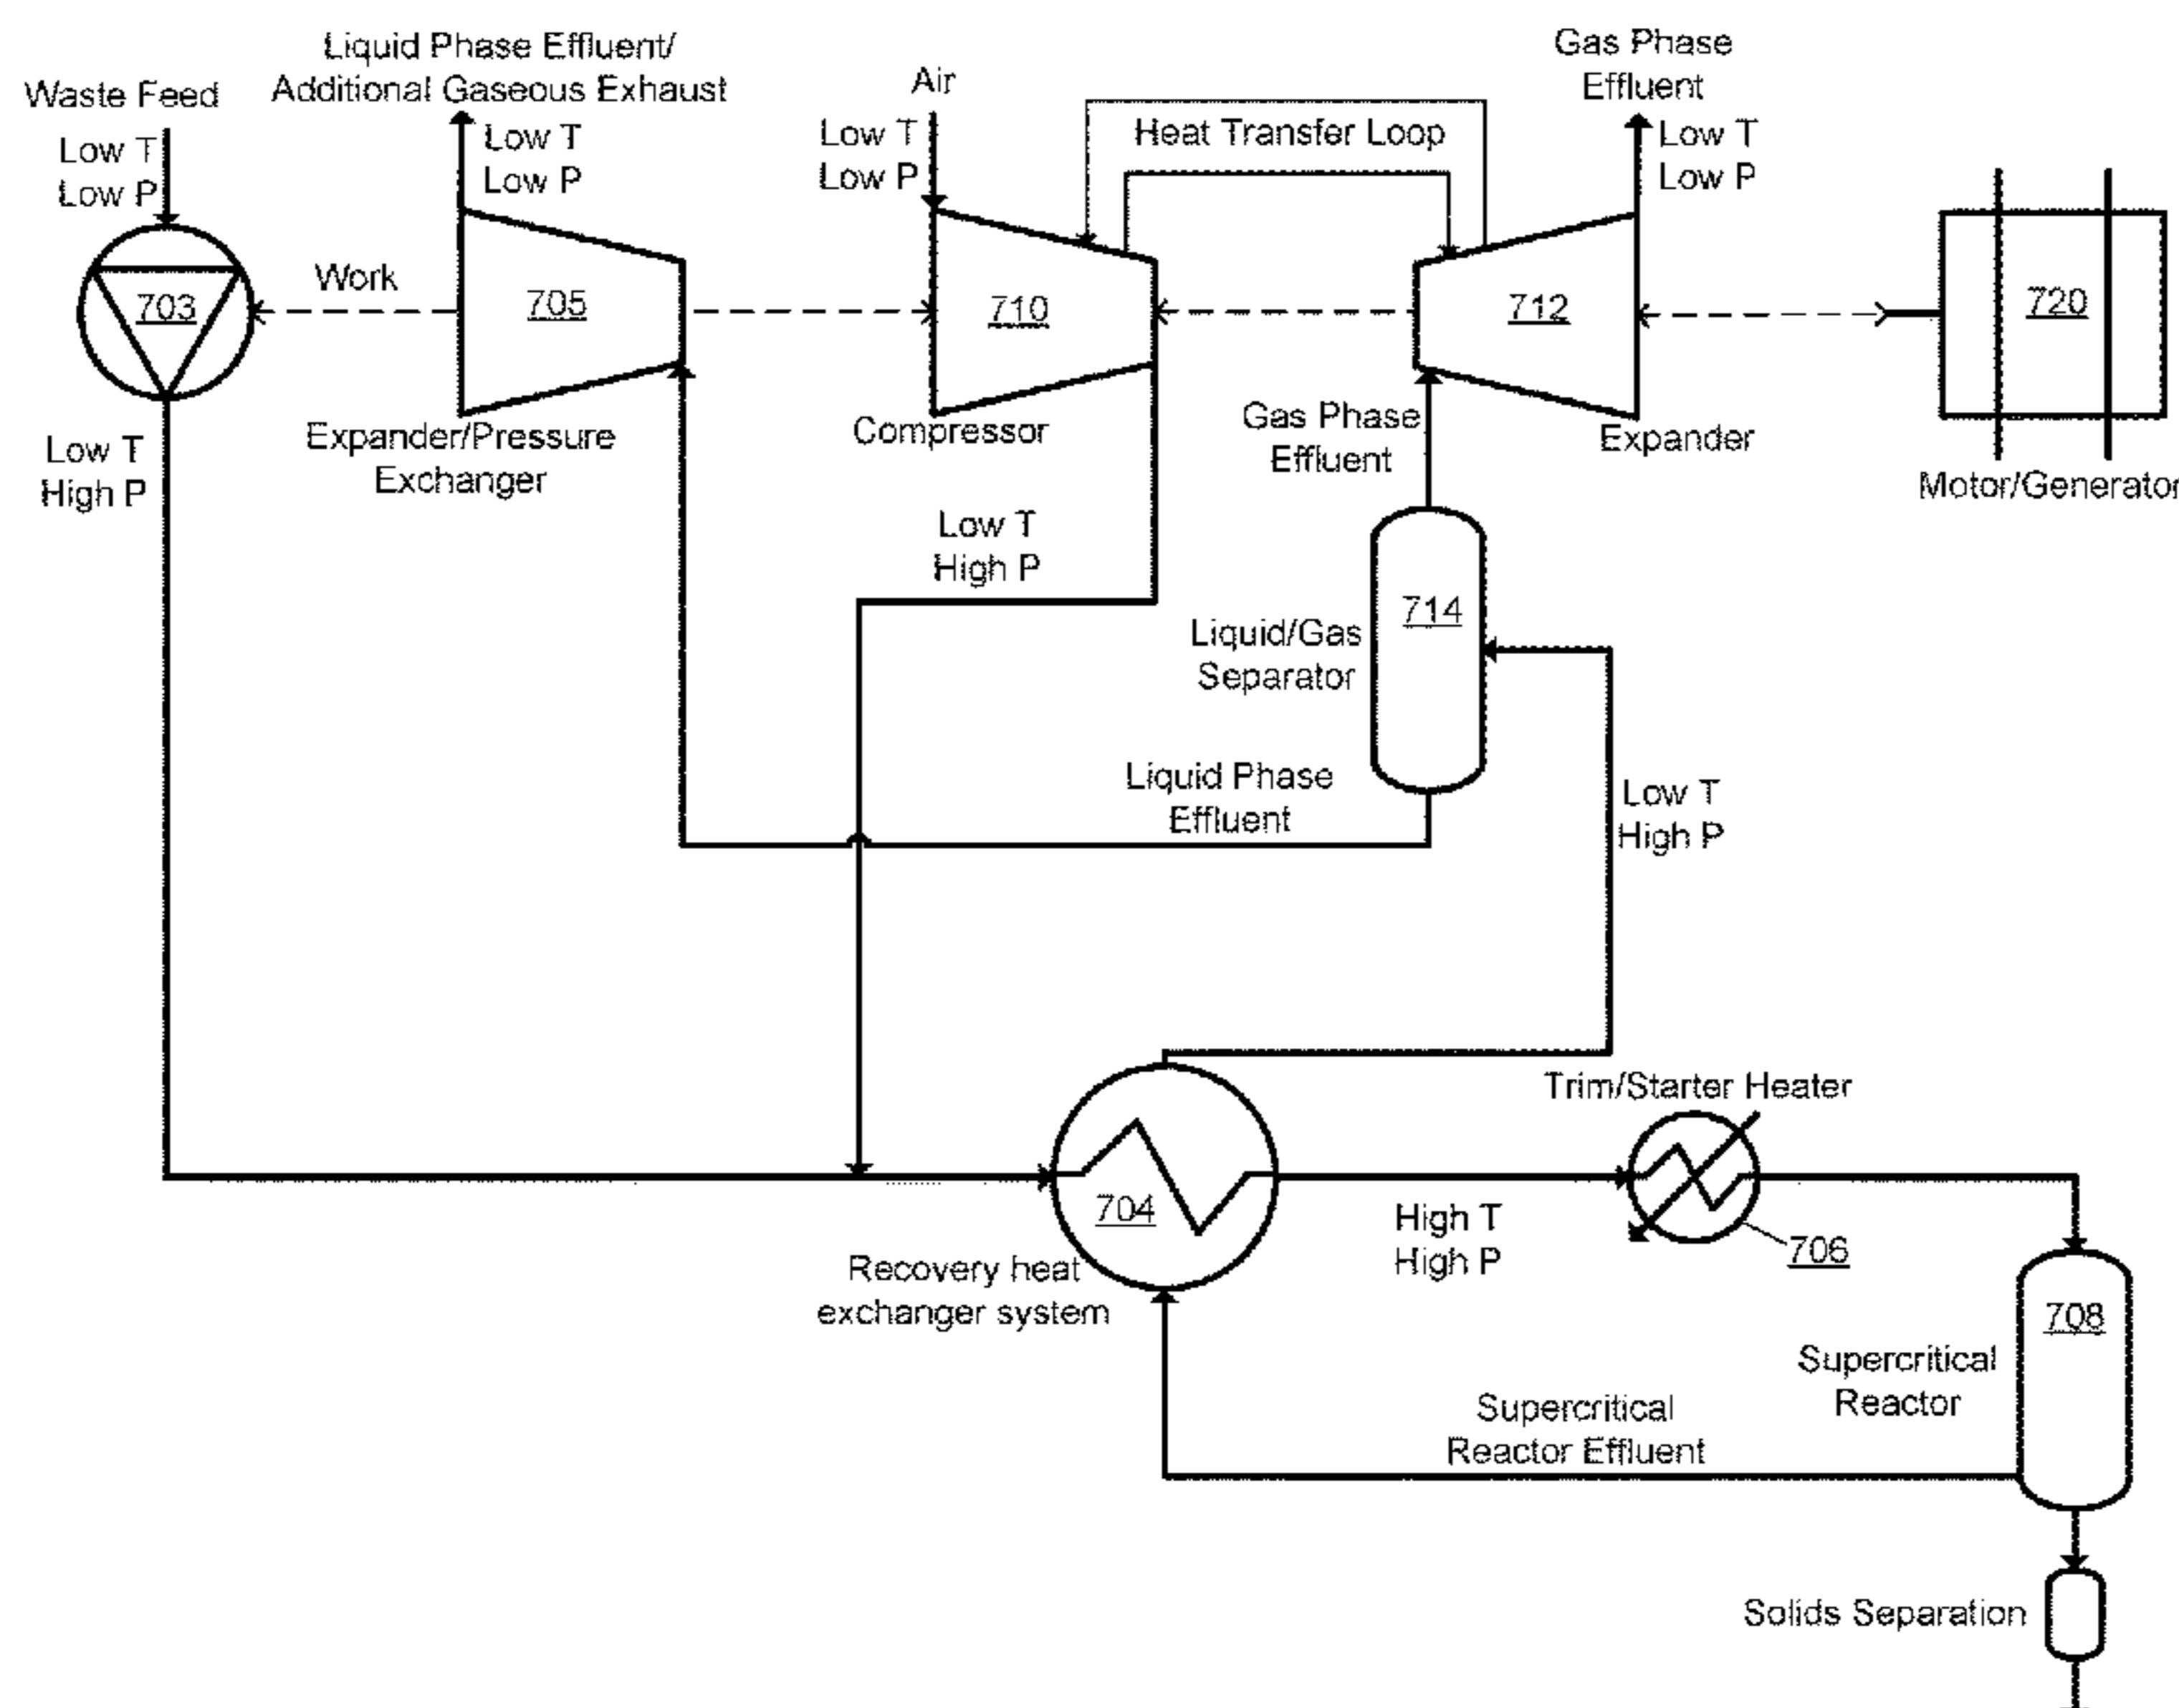 Waste Feed
Low T
Low P
703
Low T
High P
Work
Liquid Phase Effluent/
Additional Gaseous Exhaust
Low T
Low P
705
Expander/Pressure
Exchanger
Air
Low T
Low P
710
Compressor
Low T
High P
Heat Transfer Loop
Gas Phase
Effluent
Low T
Low P
712
Expander
Gas Phase
Effluent
720
Motor/Generator
714
Liquid/Gas
Separator
Liquid Phase
Effluent
Low T
High P
704
Recovery heat
exchanger system
High T
High P
Trim/Starter Heater
706
708
Supercritical
Reactor
Supercritical
Reactor Effluent
Solids Separation